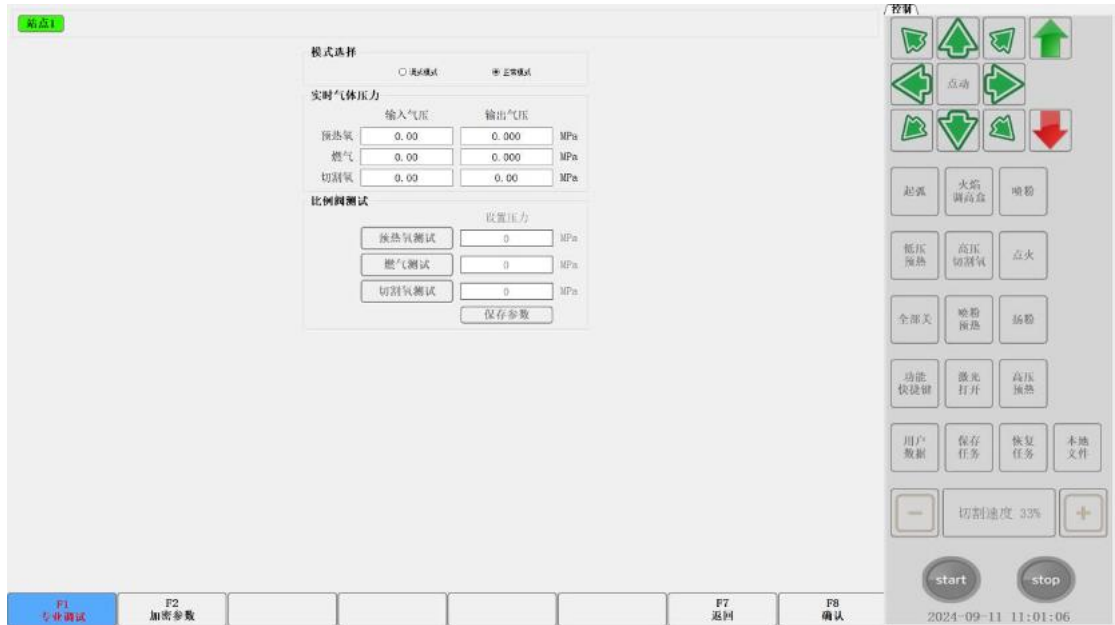 站点1
模式选择
调试模式 正常模式
实时气体压力
输入气压 输出气压
预热氧 0.00 0.000 MPa
燃气 0.00 0.000 MPa
切割氧 0.00 0.00 MPa
比例阀测试
设置压力
预热氧测试 0 MPa
燃气测试 0 MPa
切割氧测试 0 MPa
保存参数
F1
专业调试
F2
加密参数
F7
返回
F8
确认
控制
点动
起弧
火焰
调高盒
喷粉
低压
预热
高压
切割氧
点火
全部关
喷粉
预热
扬粉
功能
快捷键
激光
打开
高压
预热
用户
数据
保存
任务
恢复
任务
本地
文件
切割速度 33%
start
stop
2024-09-11 11:01:06